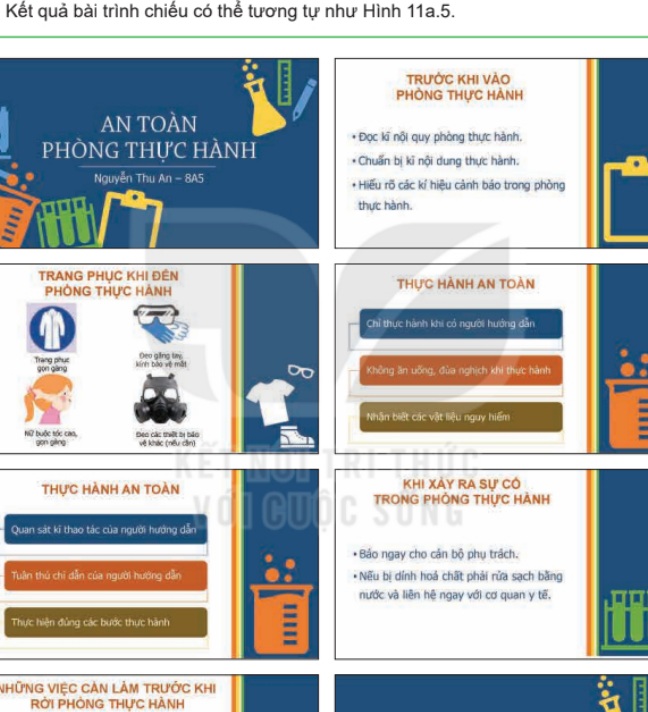 Kết quả bài trình chiếu có thể tương tự như Hình 11a.5.
AN TOÀN
PHÒNG THỰC HÀNH
Nguyễn Thu An – 8A5
TRƯỚC KHI VÀO
PHÒNG THỰC HÀNH
• Đọc kĩ nội quy phòng thực hành.
• Chuẩn bị kĩ nội dung thực hành.
• Hiểu rõ các kí hiệu cảnh báo trong phòng
thực hành.
TRANG PHỤC KHI ĐẾN
PHÒNG THỰC HÀNH
Trang phục
gọn gàng
Đeo găng tay,
kính bảo vệ mắt
Nữ buộc tóc cao,
gọn gàng
Đeo các thiết bị bảo
vệ khác (nếu cần)
THỰC HÀNH AN TOÀN
Chỉ thực hành khi có người hướng dẫn
Không ăn uống, đùa nghịch khi thực hành
Nhận biết các vật liệu nguy hiểm
KẾT NỐI TRI THỨC
VỚI CUỘC SỐNG
THỰC HÀNH AN TOÀN
Quan sát kĩ thao tác của người hướng dẫn
Tuân thủ chỉ dẫn của người hướng dẫn
Thực hiện đúng các bước thực hành
KHI XẢY RA SỰ CỐ
TRONG PHÒNG THỰC HÀNH
• Báo ngay cho cán bộ phụ trách.
• Nếu bị dính hoá chất phải rửa sạch bằng
nước và liên hệ ngay với cơ quan y tế.
NHỮNG VIỆC CẦN LÀM TRƯỚC KHI
RỜI PHÒNG THỰC HÀNH